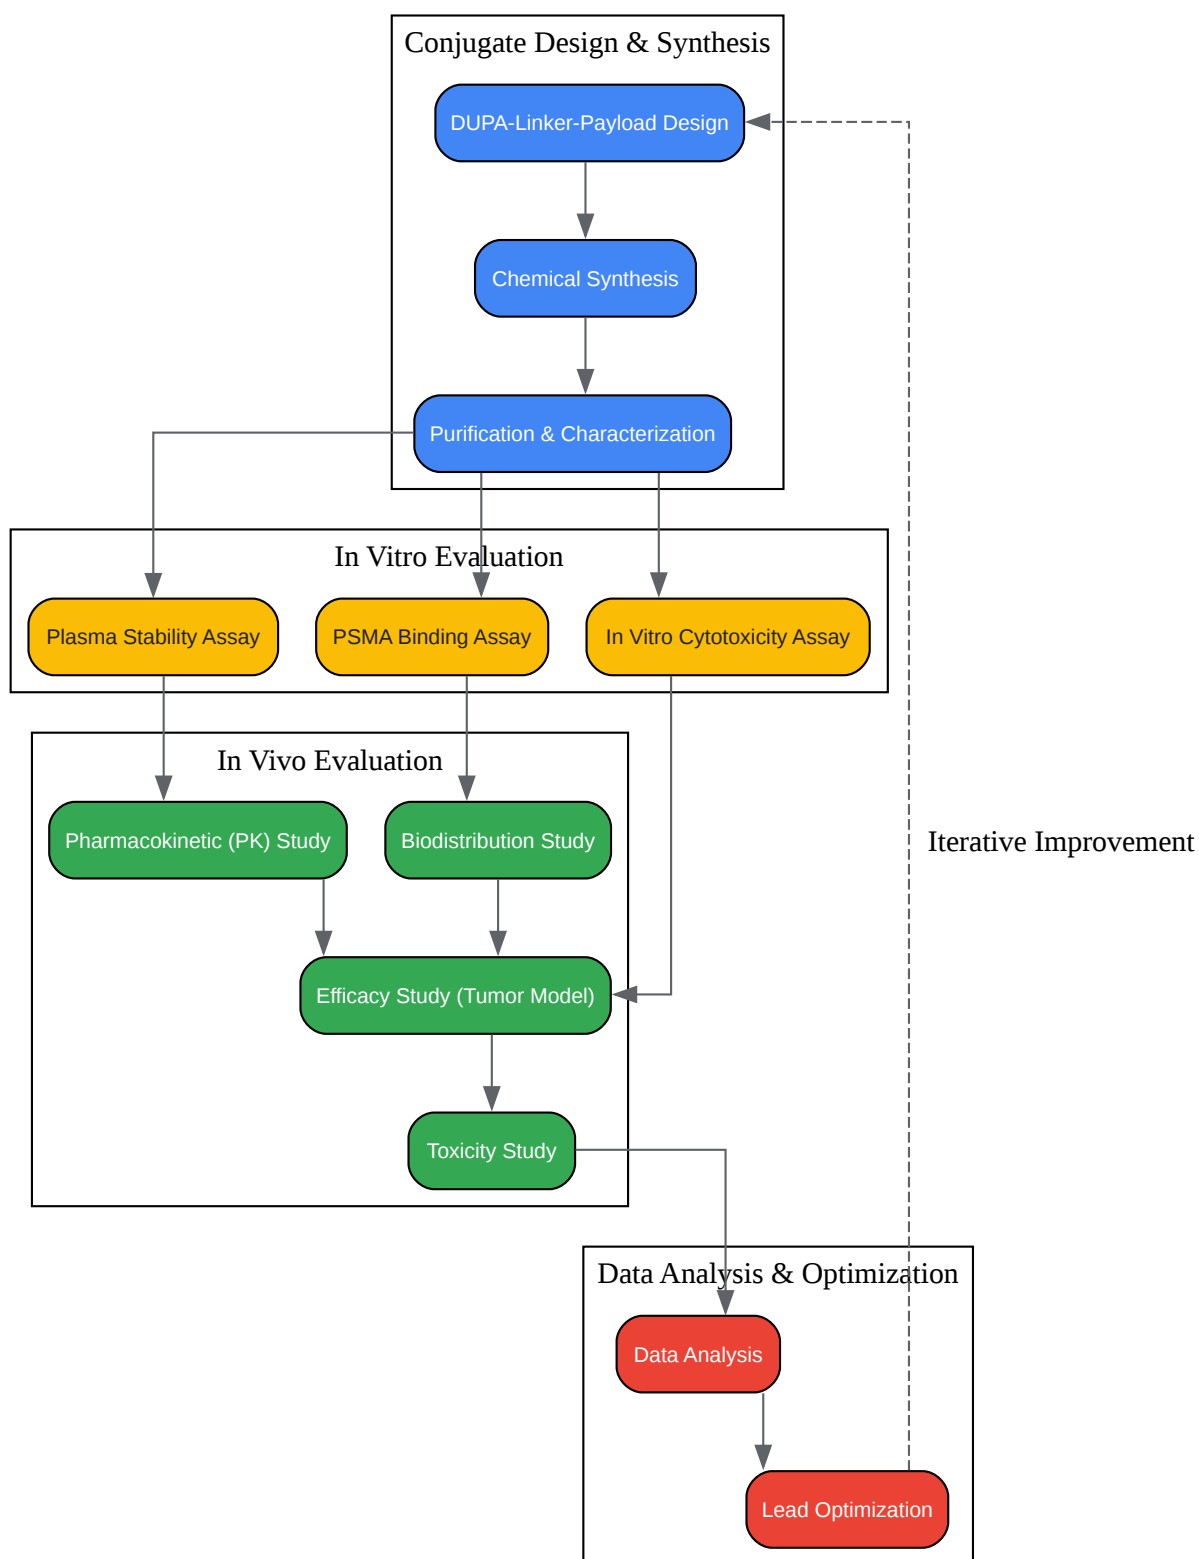 Conjugate Design & Synthesis
DUPA-Linker-Payload Design
Chemical Synthesis
Purification & Characterization
In Vitro Evaluation
Plasma Stability Assay
PSMA Binding Assay
In Vitro Cytotoxicity Assay
In Vivo Evaluation
Pharmacokinetic (PK) Study
Biodistribution Study
Iterative Improvement
Efficacy Study (Tumor Model)
Toxicity Study
Data Analysis & Optimization
Data Analysis
Lead Optimization